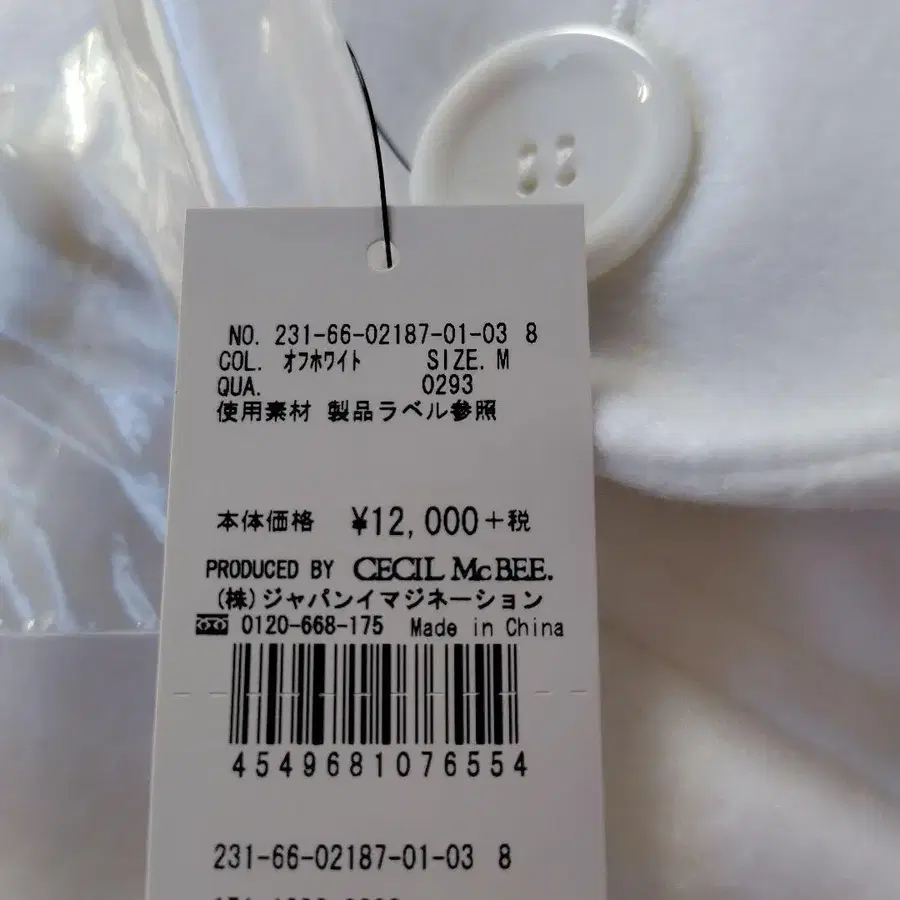 NO. 231-66-02187-01-03 8
COL. オフホワイト SIZE. M
QUA. 0293
使用素材 製品ラベル参照
本体価格 ¥12,000+税
PRODUCED BY CECIL McBEE.
(株)ジャパンイマジネーション
0120-668-175 Made in China
4549681076554
231-66-02187-01-03 8